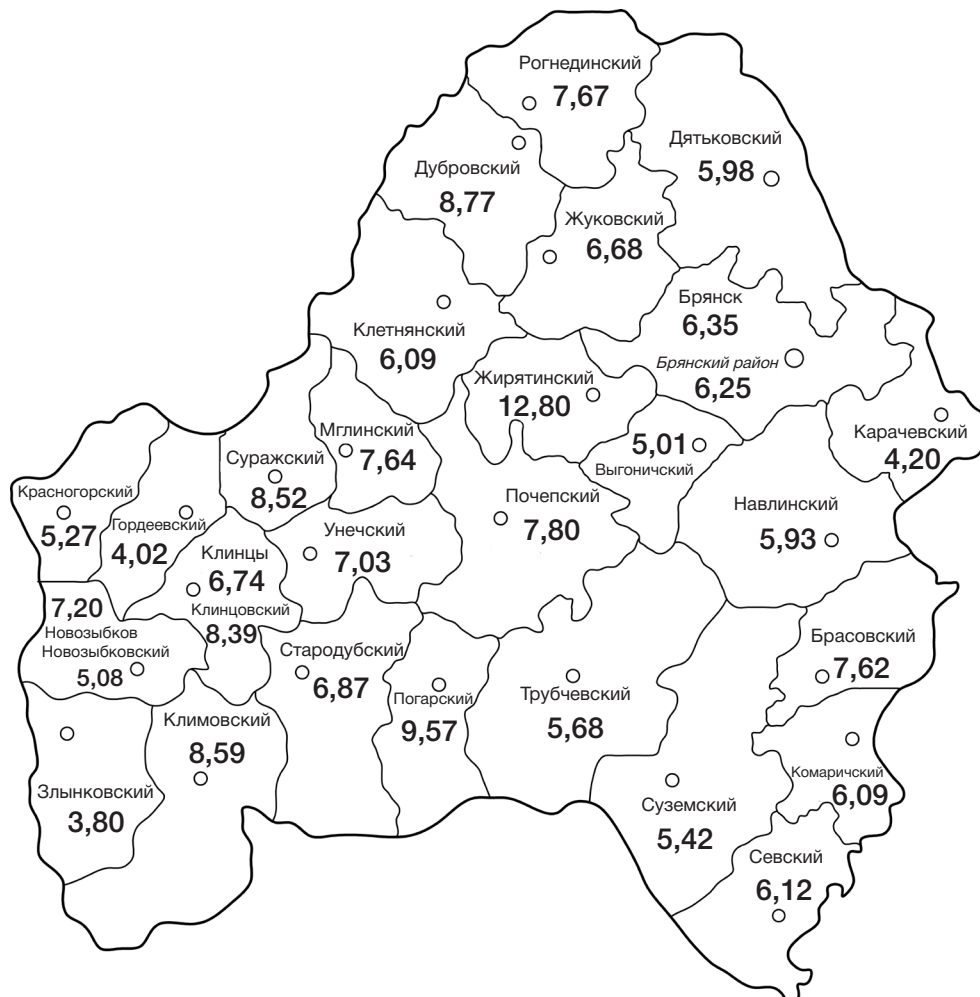 Рогнединский
7,67
Дятьковский
5,98
Дубровский
8,77
Жуковский
6,68
Брянск
6,35
Брянский район
6,25
Клетнянский
6,09
Жирятинский
12,80
Карачевский
4,20
Мглинский
7,64
5,01
Выгоничский
Суражский
8,52
Красногорский
5,27
Гордеевский
4,02
Почепский
7,80
Навлинский
5,93
Унечский
7,03
Клинцы
6,74
Клинцовский
8,39
7,20
Новозыбков
Новозыбковский
5,08
Стародубский
6,87
Погарский
9,57
Трубчевский
5,68
Брасовский
7,62
Климовский
8,59
Злынковский
3,80
Комаричский
6,09
Суземский
5,42
Севский
6,12